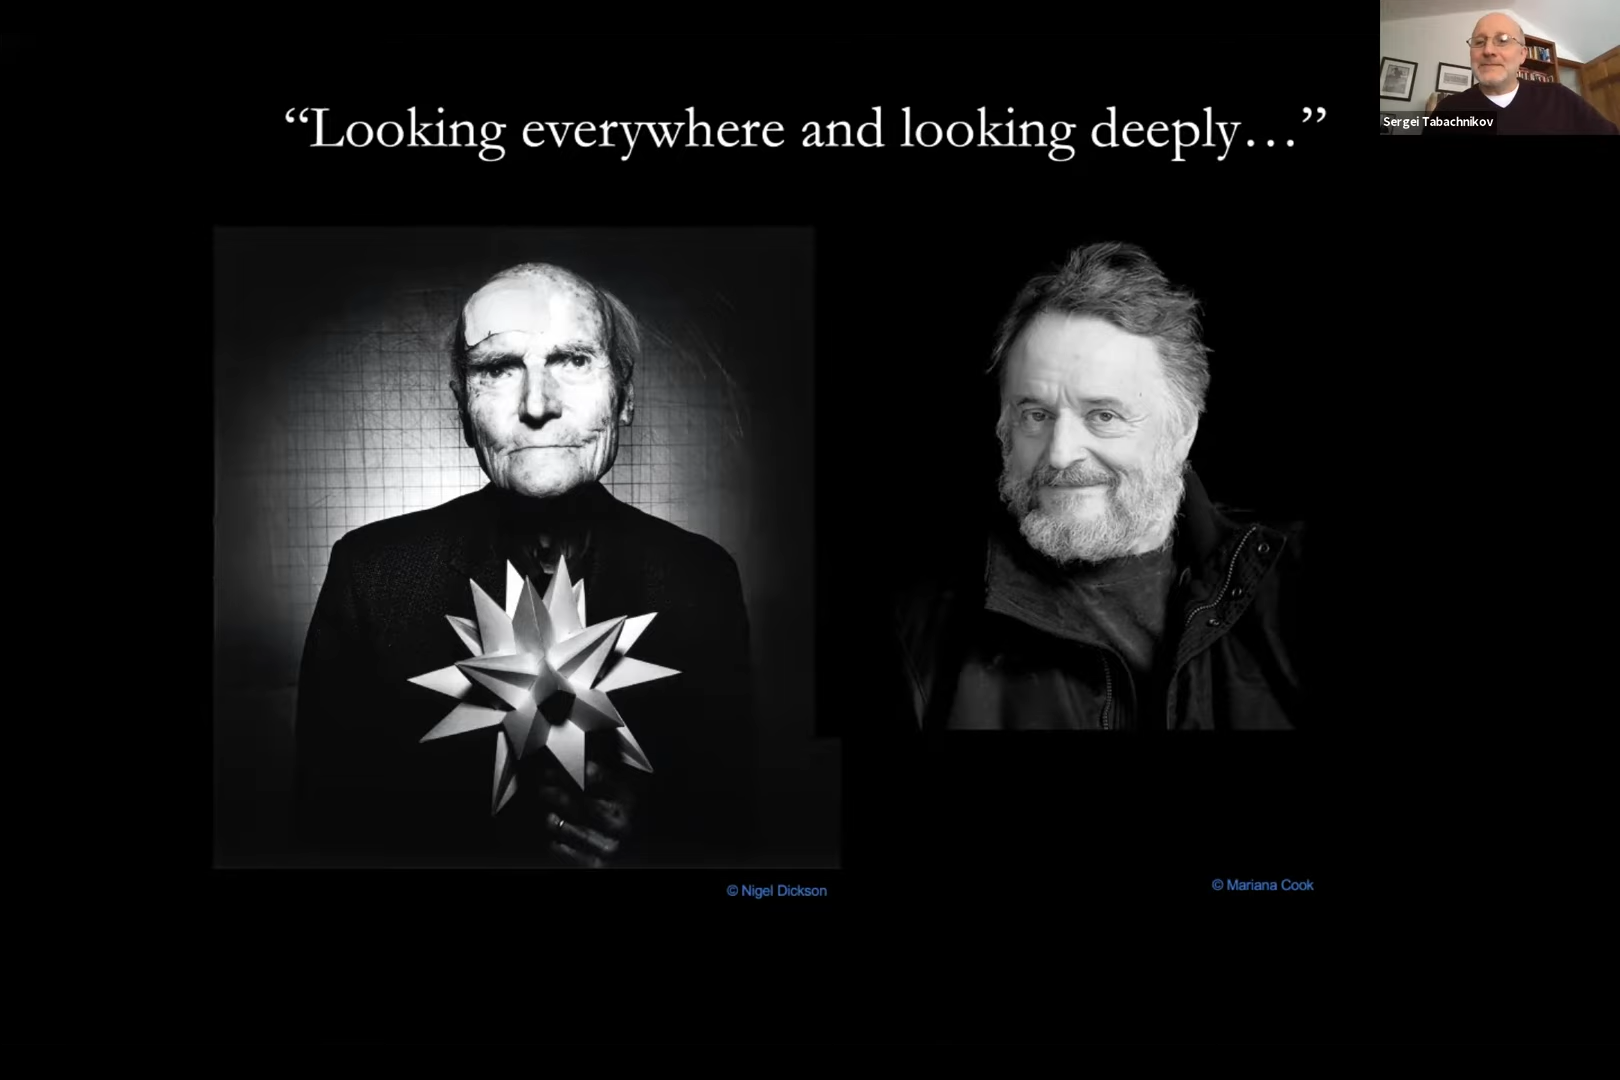 “Looking everywhere and looking deeply…”
Sergei Tabachnikov
© Nigel Dickson
© Mariana Cook